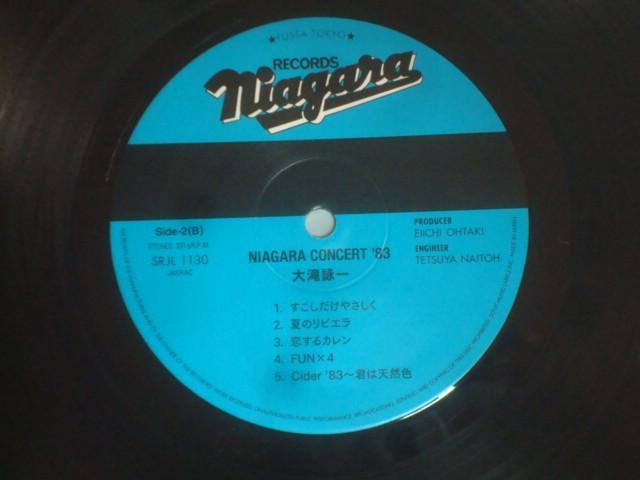 ★FUSSA TOKYO★
RECORDS
Niagara
Side-2(B)
STEREO 33⅓ R.P.M.
SRJL 1130
JASRAC
PRODUCER
EIICHI OHTAKI
ENGINEER
TETSUYA NAITOH
NIAGARA CONCERT '83
大滝詠一
1. すこしだけやさしく
2. 夏のリビエラ
3. 恋するカレン
4. FUN×4
5. Cider '83〜君は天然色